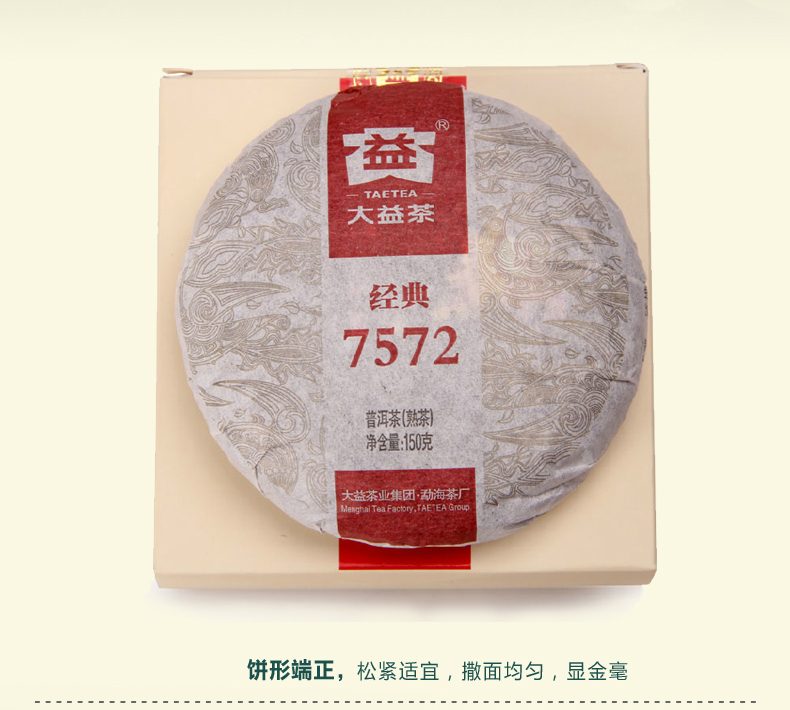 益
®
TAETEA
大益茶
经典
7572
普洱茶(熟茶)
净含量:150克
大益茶业集团·勐海茶厂
Menghai Tea Factory,TAETEA Group
饼形端正，松紧适宜，撒面均匀，显金毫